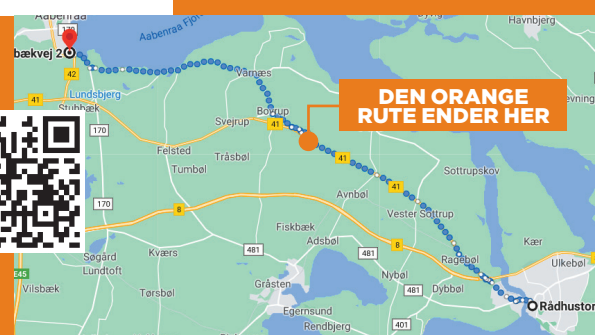 Aabenraa
Aabenraa Fjord
Havnbjerg
bækvej 2
42
Varnæs
Lundsbjerg
DEN ORANGE
RUTE ENDER HER
41
Stubbæk
Bovrup
170
Svejrup
41
Felsted
Tråsbøl
41
Tumbøl
Sottrupskov
41
Avnbøl
170
8
Vester Sottrup
Fiskbæk
Adsbøl
8
Kær
481
481
Ragebøl
Ulkebøl
Søgård
Kværs
Lundtoft
E45
Nybøl
Gråsten
481
Dybbøl
Vilsbæk
Tørsbøl
Rådhustor
Egernsund
Rendbjerg
401